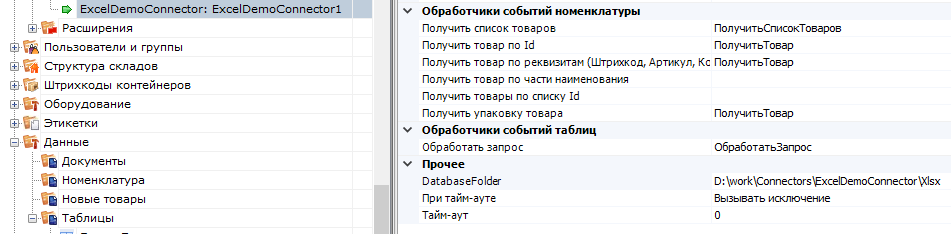 ExcelDemoConnector: ExcelDemoConnector1
Расширения
Пользователи и группы
Структура складов
Штрихкоды контейнеров
Оборудование
Этикетки
Данные
Документы
Номенклатура
Новые товары
Таблицы
Обработчики событий номенклатуры
Получить список товаров ПолучитьСписокТоваров
Получить товар по Id ПолучитьТовар
Получить товар по реквизитам (Штрихкод, Артикул, Ко ПолучитьТовар
Получить товар по части наименования
Получить товары по списку Id
Получить упаковку товара ПолучитьТовар
Обработчики событий таблиц
Обработать запрос ОбработатьЗапрос
Прочее
DatabaseFolder D:\work\Connectors\ExcelDemoConnector\Xlsx
При тайм-ауте Вызывать исключение
Тайм-аут 0